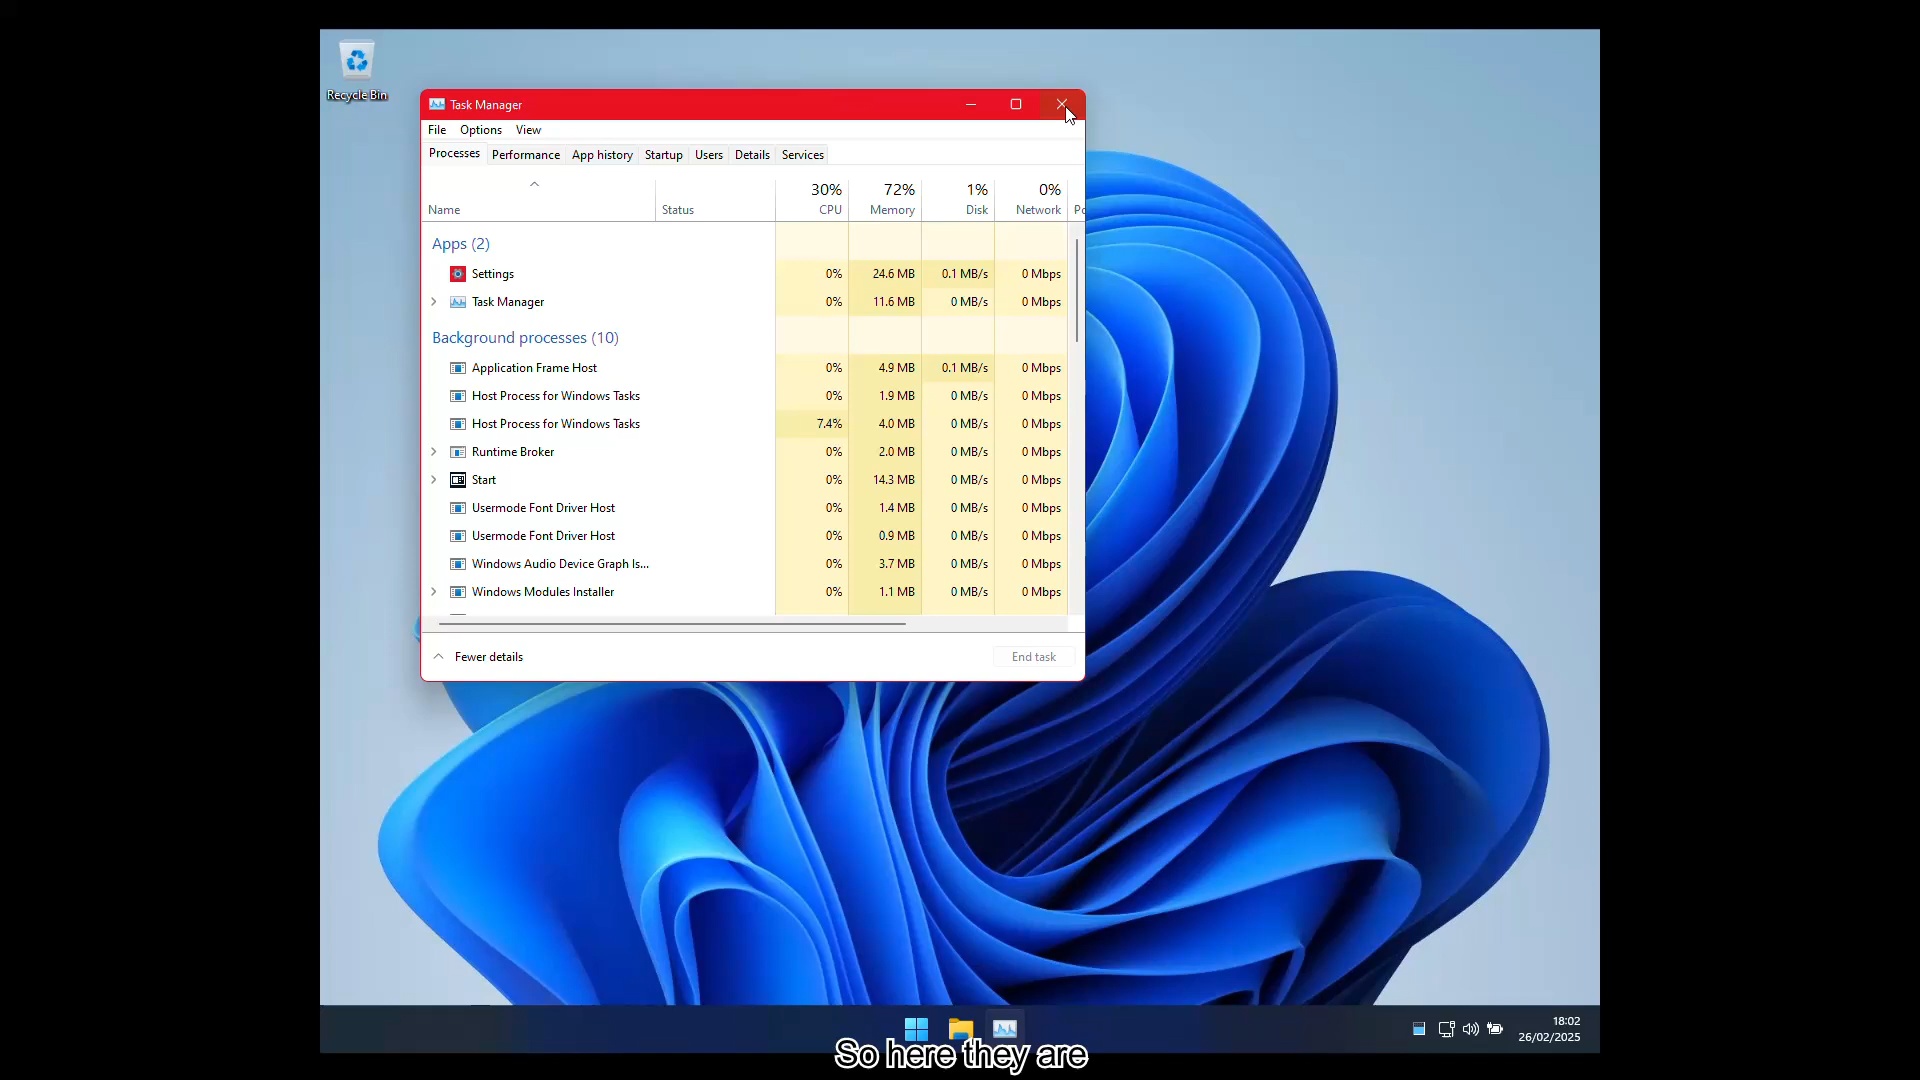 Recycle Bin
Task Manager
File Options View
Processes Performance App history Startup Users Details Services
30% 72% 1% 0%
Name Status CPU Memory Disk Network Po
Apps (2)
Settings 0% 24.6 MB 0.1 MB/s 0 Mbps
Task Manager 0% 11.6 MB 0 MB/s 0 Mbps
Background processes (10)
Application Frame Host 0% 4.9 MB 0.1 MB/s 0 Mbps
Host Process for Windows Tasks 0% 1.9 MB 0 MB/s 0 Mbps
Host Process for Windows Tasks 7.4% 4.0 MB 0 MB/s 0 Mbps
Runtime Broker 0% 2.0 MB 0 MB/s 0 Mbps
Start 0% 14.3 MB 0 MB/s 0 Mbps
Usermode Font Driver Host 0% 1.4 MB 0 MB/s 0 Mbps
Usermode Font Driver Host 0% 0.9 MB 0 MB/s 0 Mbps
Windows Audio Device Graph Is... 0% 3.7 MB 0 MB/s 0 Mbps
Windows Modules Installer 0% 1.1 MB 0 MB/s 0 Mbps
Fewer details End task
18:02
26/02/2025
So here they are